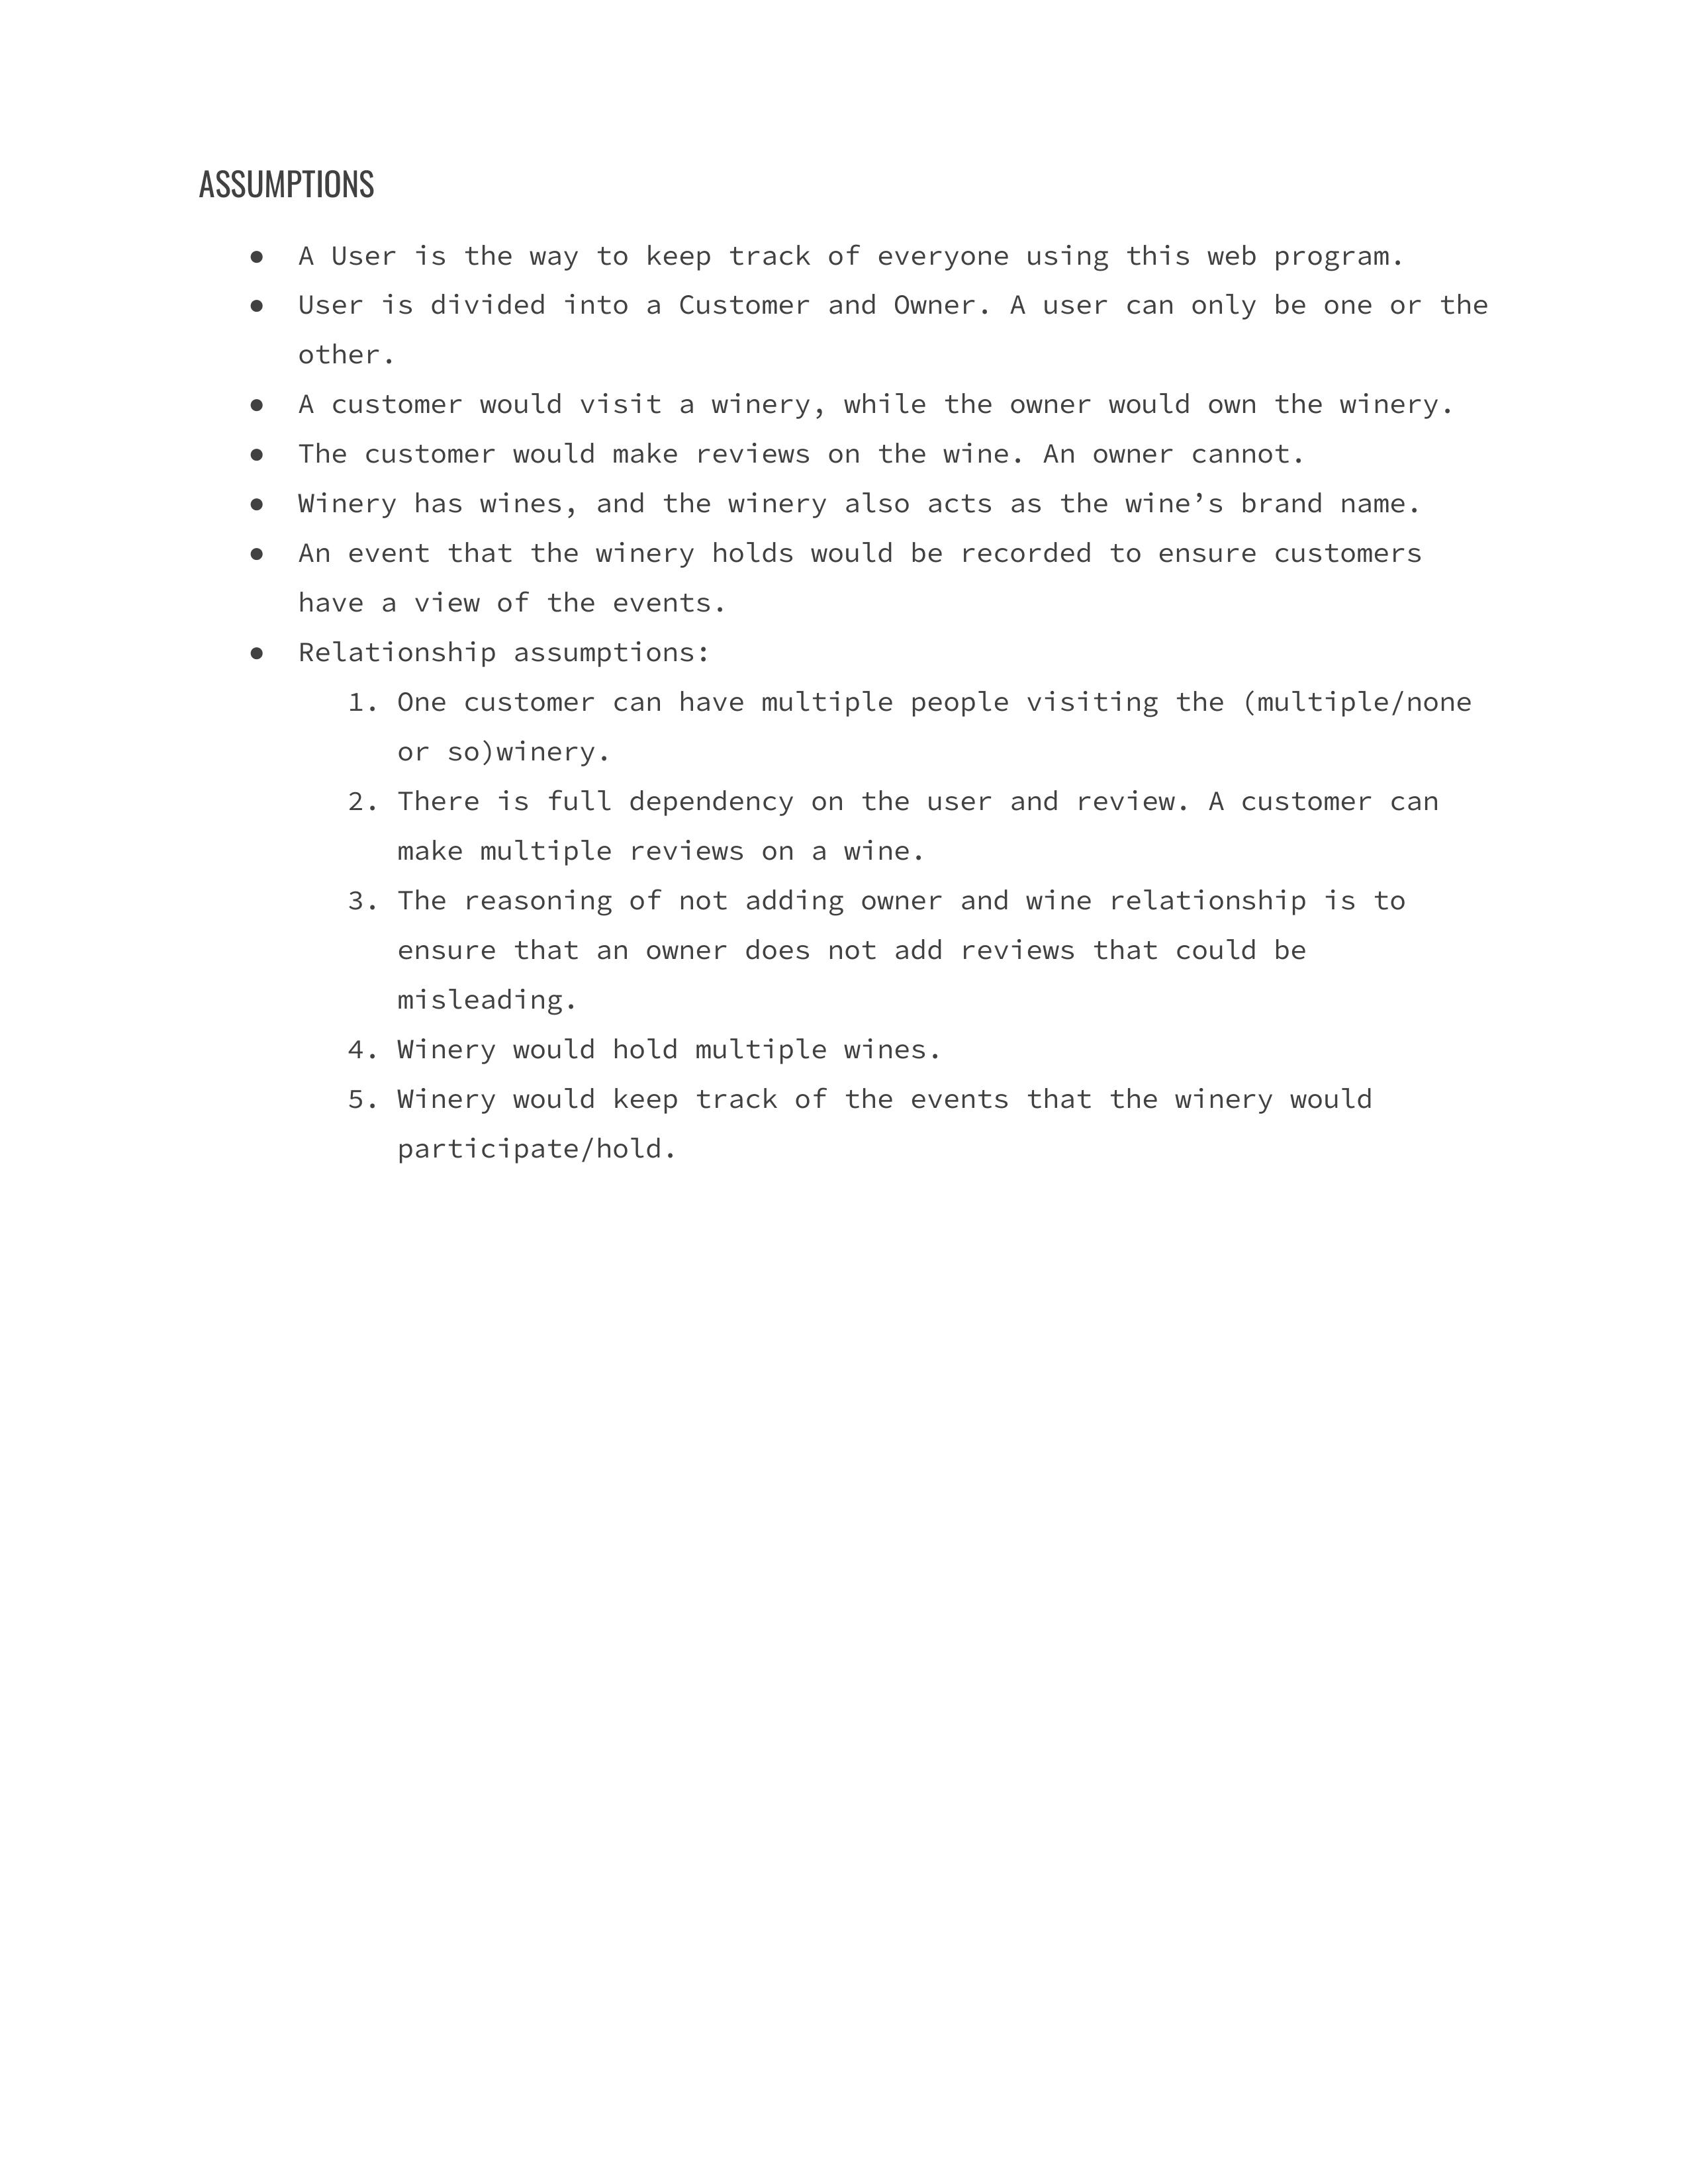 ASSUMPTIONS
● A User is the way to keep track of everyone using this web program.
● User is divided into a Customer and Owner. A user can only be one or the
other.
● A customer would visit a winery, while the owner would own the winery.
● The customer would make reviews on the wine. An owner cannot.
● Winery has wines, and the winery also acts as the wine’s brand name.
● An event that the winery holds would be recorded to ensure customers
have a view of the events.
● Relationship assumptions:
1. One customer can have multiple people visiting the (multiple/none
or so)winery.
2. There is full dependency on the user and review. A customer can
make multiple reviews on a wine.
3. The reasoning of not adding owner and wine relationship is to
ensure that an owner does not add reviews that could be
misleading.
4. Winery would hold multiple wines.
5. Winery would keep track of the events that the winery would
participate/hold.